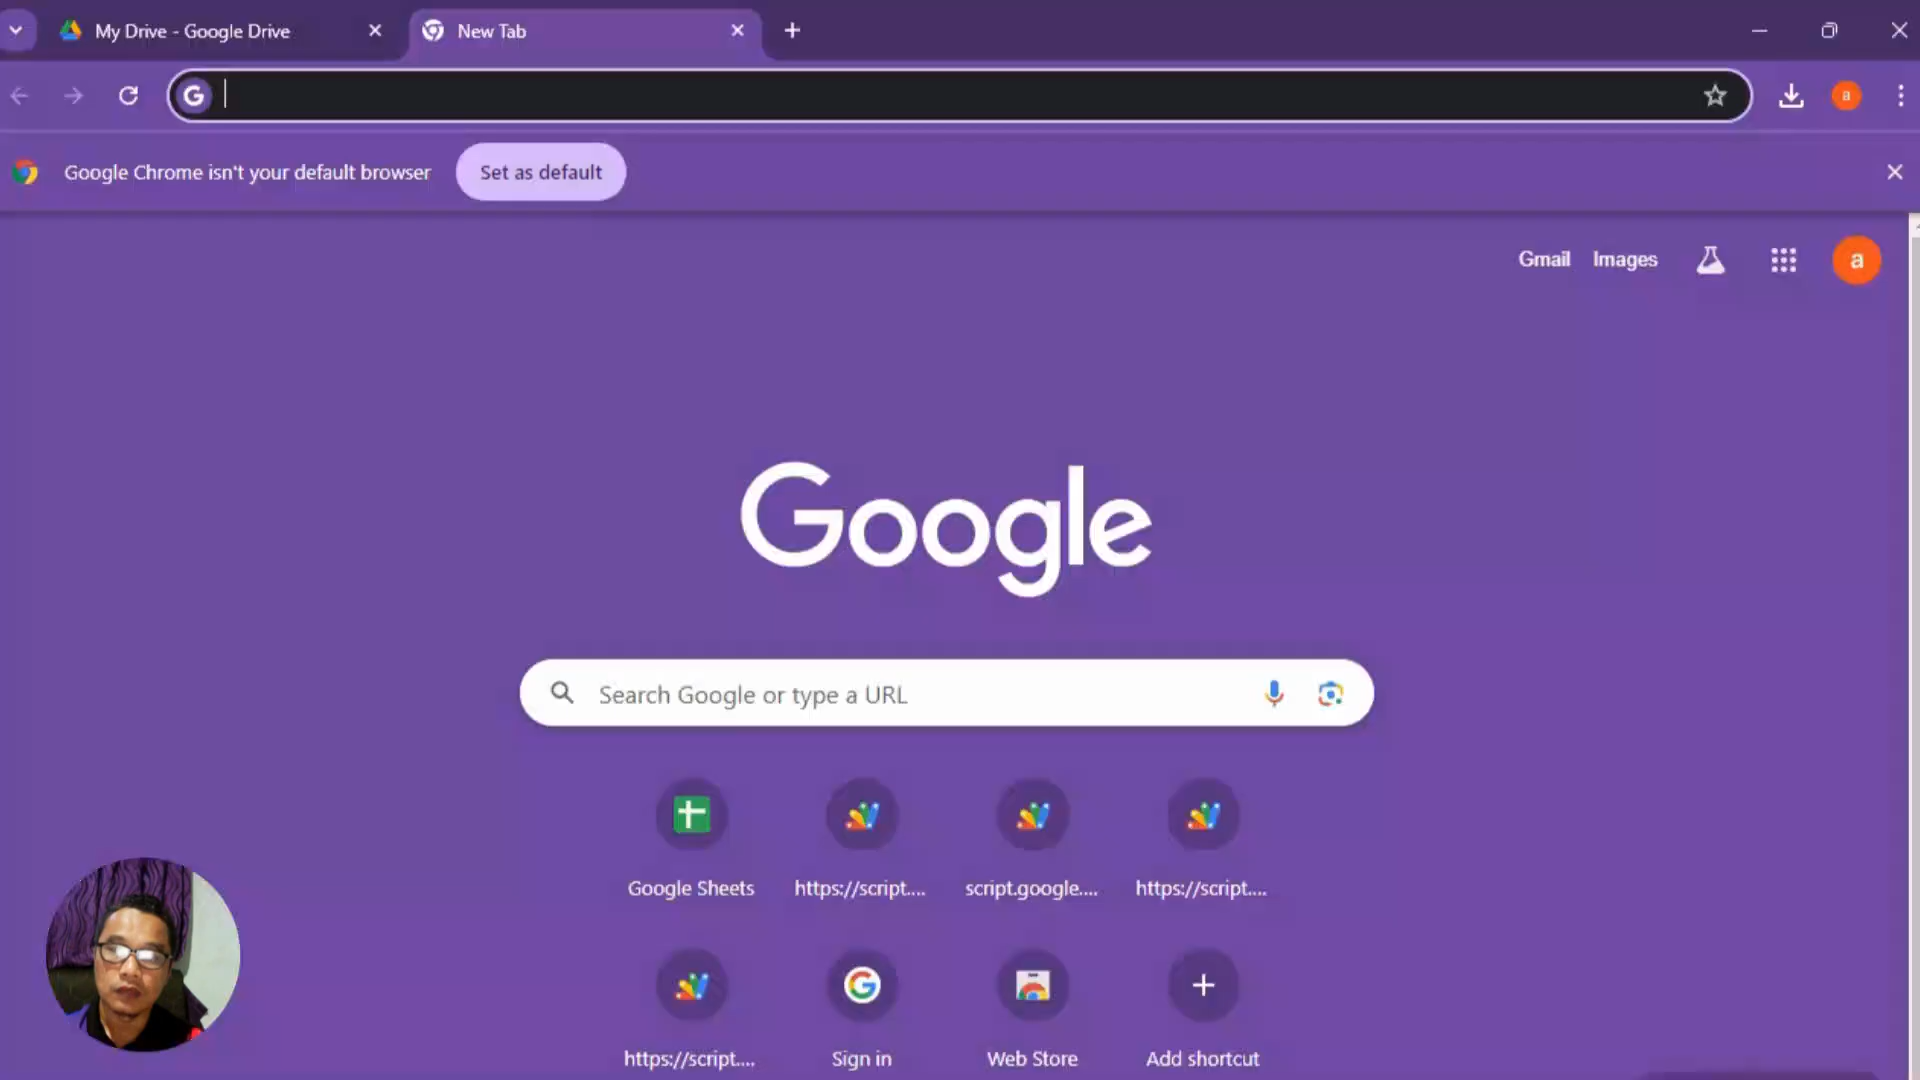 My Drive - Google Drive
New Tab
Google Chrome isn't your default browser
Set as default
Gmail
Images
a
a
Google
Search Google or type a URL
Google Sheets
https://script....
script.google....
https://script....
https://script....
Sign in
Web Store
Add shortcut